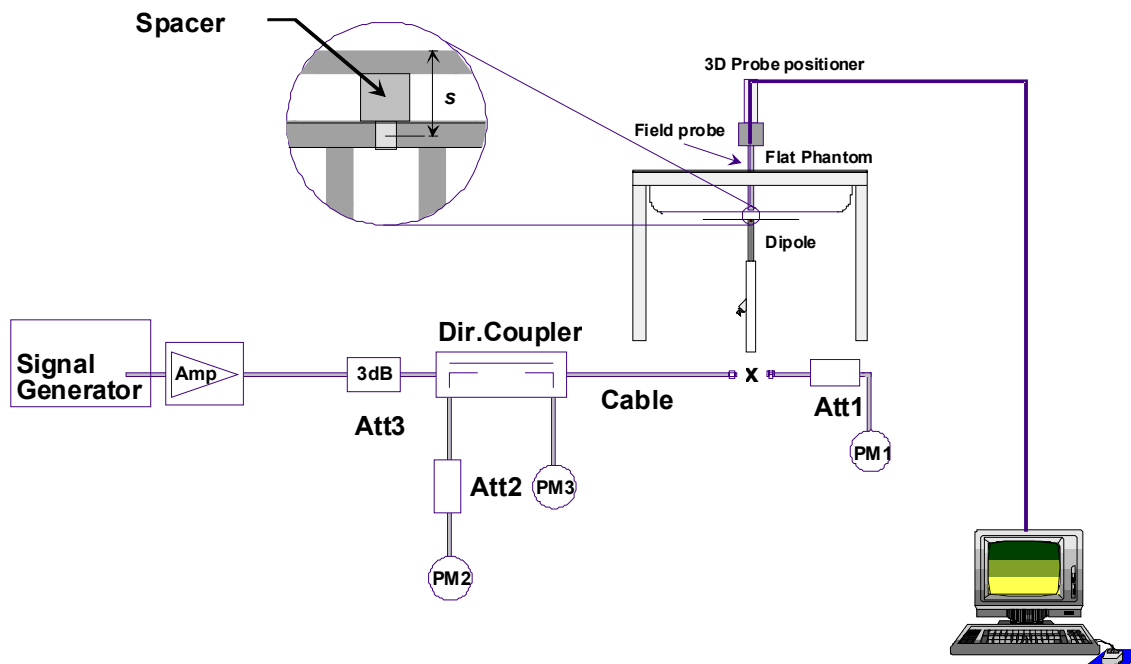 Spacer
s
3D Probe positioner
Field probe
Flat Phantom
Dipole
Dir.Coupler
Signal
Generator
Amp
3dB
Att3
Cable
x
Att1
PM1
Att2
PM3
PM2